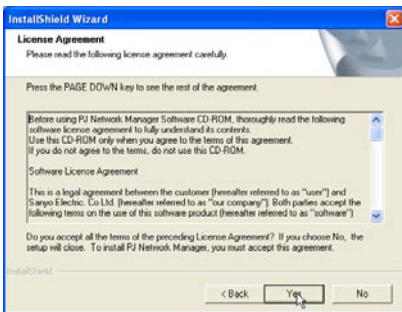 InstallShield Wizard
License Agreement
Please read the following license agreement carefully.
Press the PAGE DOWN key to see the rest of the agreement.
Before using PJ Network Manager Software CD-ROM, thoroughly read the following
software license agreement to fully understand its contents.
Use this CD-ROM only when you agree to the terms of this agreement.
If you do not agree to the terms, do not use this CD-ROM.
Software License Agreement
This is a legal agreement between the customer (hereafter referred to as "user") and
Sanyo Electric. Co Ltd. (hereafter referred to as "our company"). Both parties accept the
following terms on the use of this software product (hereafter referred to as "software")
Do you accept all the terms of the preceding License Agreement? If you choose No, the
setup will close. To install PJ Network Manager, you must accept this agreement.
InstallShield
< Back
Yes
No